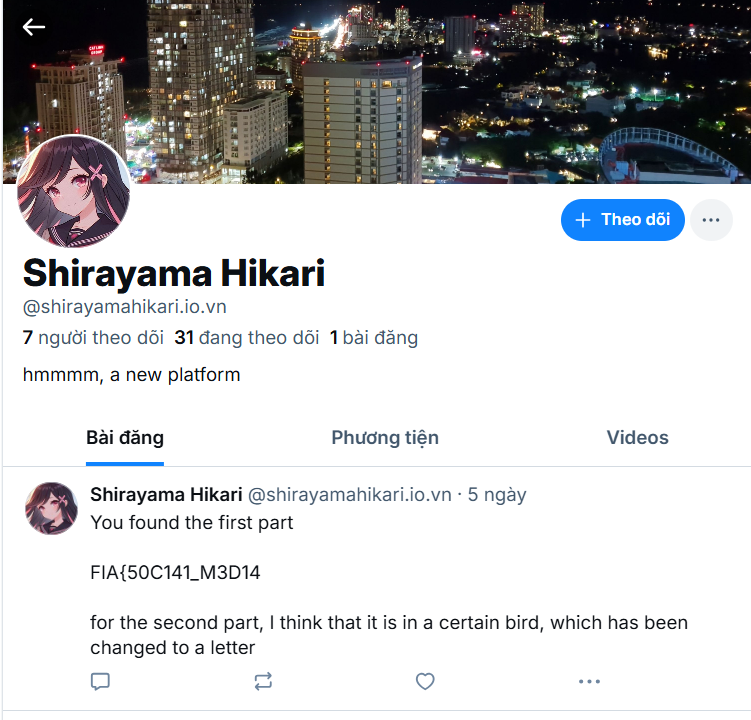 CATLINH
GROUP
+ Theo dõi
Shirayama Hikari
@shirayamahikari.io.vn
7 người theo dõi 31 đang theo dõi 1 bài đăng
hmmmm, a new platform
Bài đăng Phương tiện Videos
Shirayama Hikari @shirayamahikari.io.vn · 5 ngày
You found the first part
FIA{50C141_M3D14
for the second part, I think that it is in a certain bird, which has been
changed to a letter